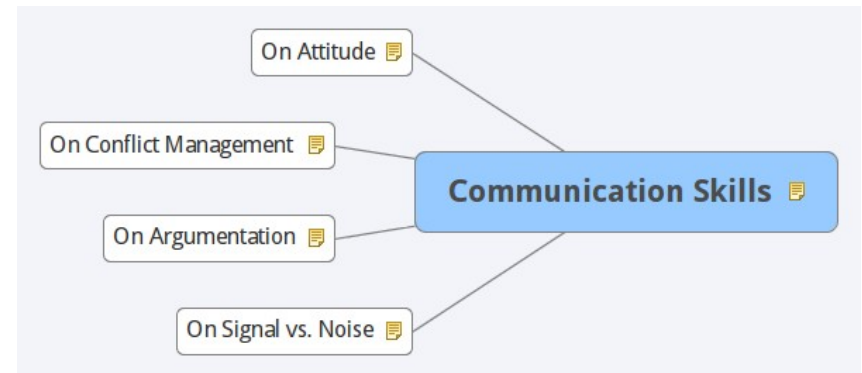 On Attitude
On Conflict Management
Communication Skills
On Argumentation
On Signal vs. Noise